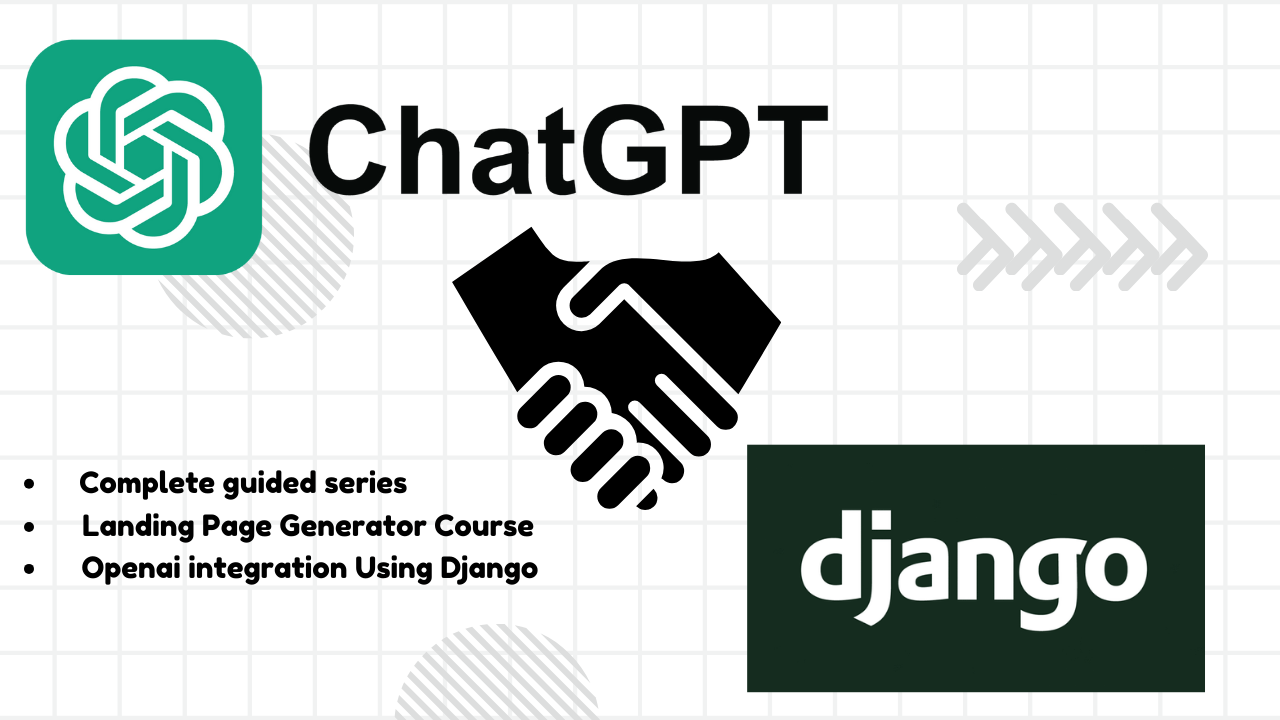 ChatGPT
• Complete guided series
• Landing Page Generator Course
• Openai integration Using Django
django